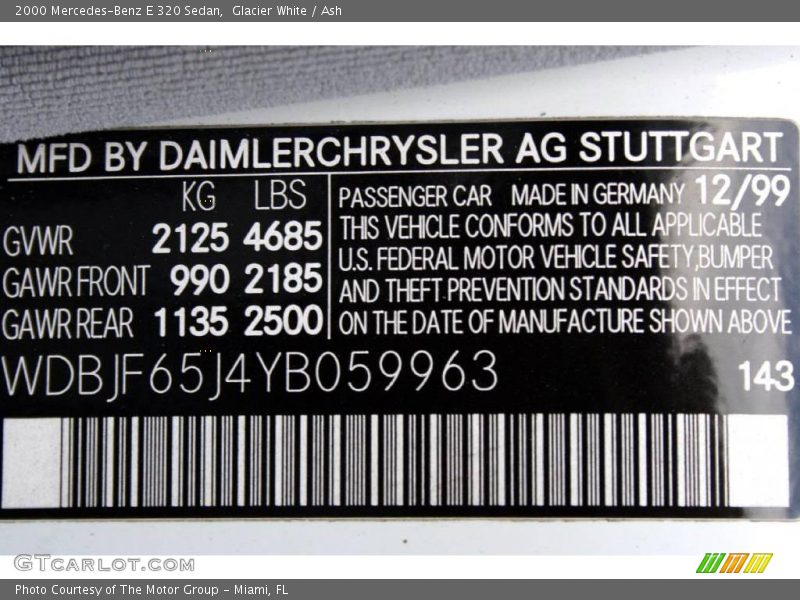 2000 Mercedes-Benz E 320 Sedan,  Glacier White / Ash
MFD BY DAIMLERCHRYSLER AG STUTTGART
KG LBS
GVWR 2125 4685
GAWR FRONT 990 2185
GAWR REAR 1135 2500
PASSENGER CAR MADE IN GERMANY 12/99
THIS VEHICLE CONFORMS TO ALL APPLICABLE
U.S. FEDERAL MOTOR VEHICLE SAFETY, BUMPER
AND THEFT PREVENTION STANDARDS IN EFFECT
ON THE DATE OF MANUFACTURE SHOWN ABOVE
WDBJF65J4YB059963 143
GTCARLOT.COM
Photo Courtesy of The Motor Group - Miami, FL